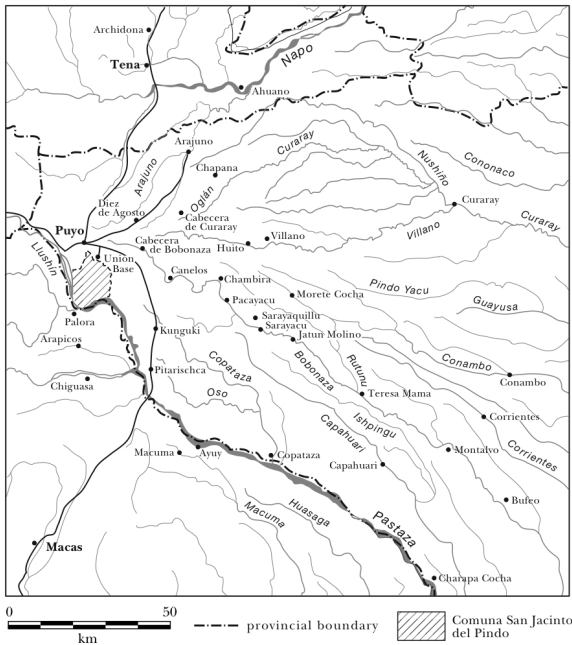 Archidona
Tena
Napo
Ahuano
Arajuno
Curaray
Nushiño
Cononaco
Arajuno
Chapana
Oglán
Diez
de Agosto
Cabecera
de Curaray
Curaray
Curaray
Puyo
Villano
Villano
Cabecera
de Bobonaza
Huito
Llushín
Unión
Base
Canelos
Chambira
Pindo Yacu
Pacayacu
Morete Cocha
Guayusa
Palora
Sarayaquillu
Sarayacu
Kunguki
Jatun Molino
Arapicos
Copataza
Bobonaza
Rutunu
Conambo
Conambo
Pitarischca
Chiguasa
Oso
Teresa Mama
Ishpingu
Corrientes
Capahuari
Corrientes
Macuma
Ayuy
Copataza
Montalvo
Capahuari
Bufeo
Macuma
Huasaga
Pastaza
Macas
Charapa Cocha
0 50
km
provincial boundary
Comuna San Jacinto
del Pindo